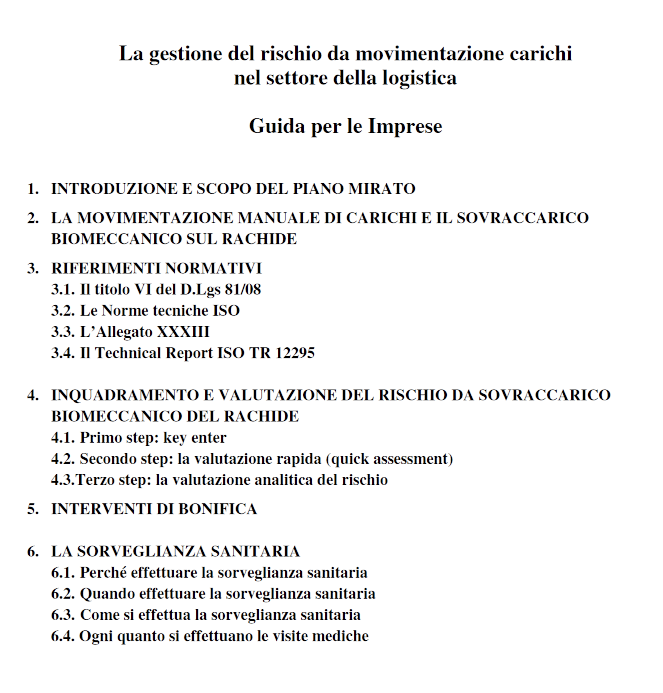 La gestione del rischio da movimentazione carichi
nel settore della logistica
Guida per le Imprese
1. INTRODUZIONE E SCOPO DEL PIANO MIRATO
2. LA MOVIMENTAZIONE MANUALE DI CARICHI E IL SOVRACCARICO
BIOMECCANICO SUL RACHIDE
3. RIFERIMENTI NORMATIVI
3.1. Il titolo VI del D.Lgs 81/08
3.2. Le Norme tecniche ISO
3.3. L'Allegato XXXIII
3.4. Il Technical Report ISO TR 12295
4. INQUADRAMENTO E VALUTAZIONE DEL RISCHIO DA SOVRACCARICO
BIOMECCANICO DEL RACHIDE
4.1. Primo step: key enter
4.2. Secondo step: la valutazione rapida (quick assessment)
4.3.Terzo step: la valutazione analitica del rischio
5. INTERVENTI DI BONIFICA
6. LA SORVEGLIANZA SANITARIA
6.1. Perché effettuare la sorveglianza sanitaria
6.2. Quando effettuare la sorveglianza sanitaria
6.3. Come si effettua la sorveglianza sanitaria
6.4. Ogni quanto si effettuano le visite mediche